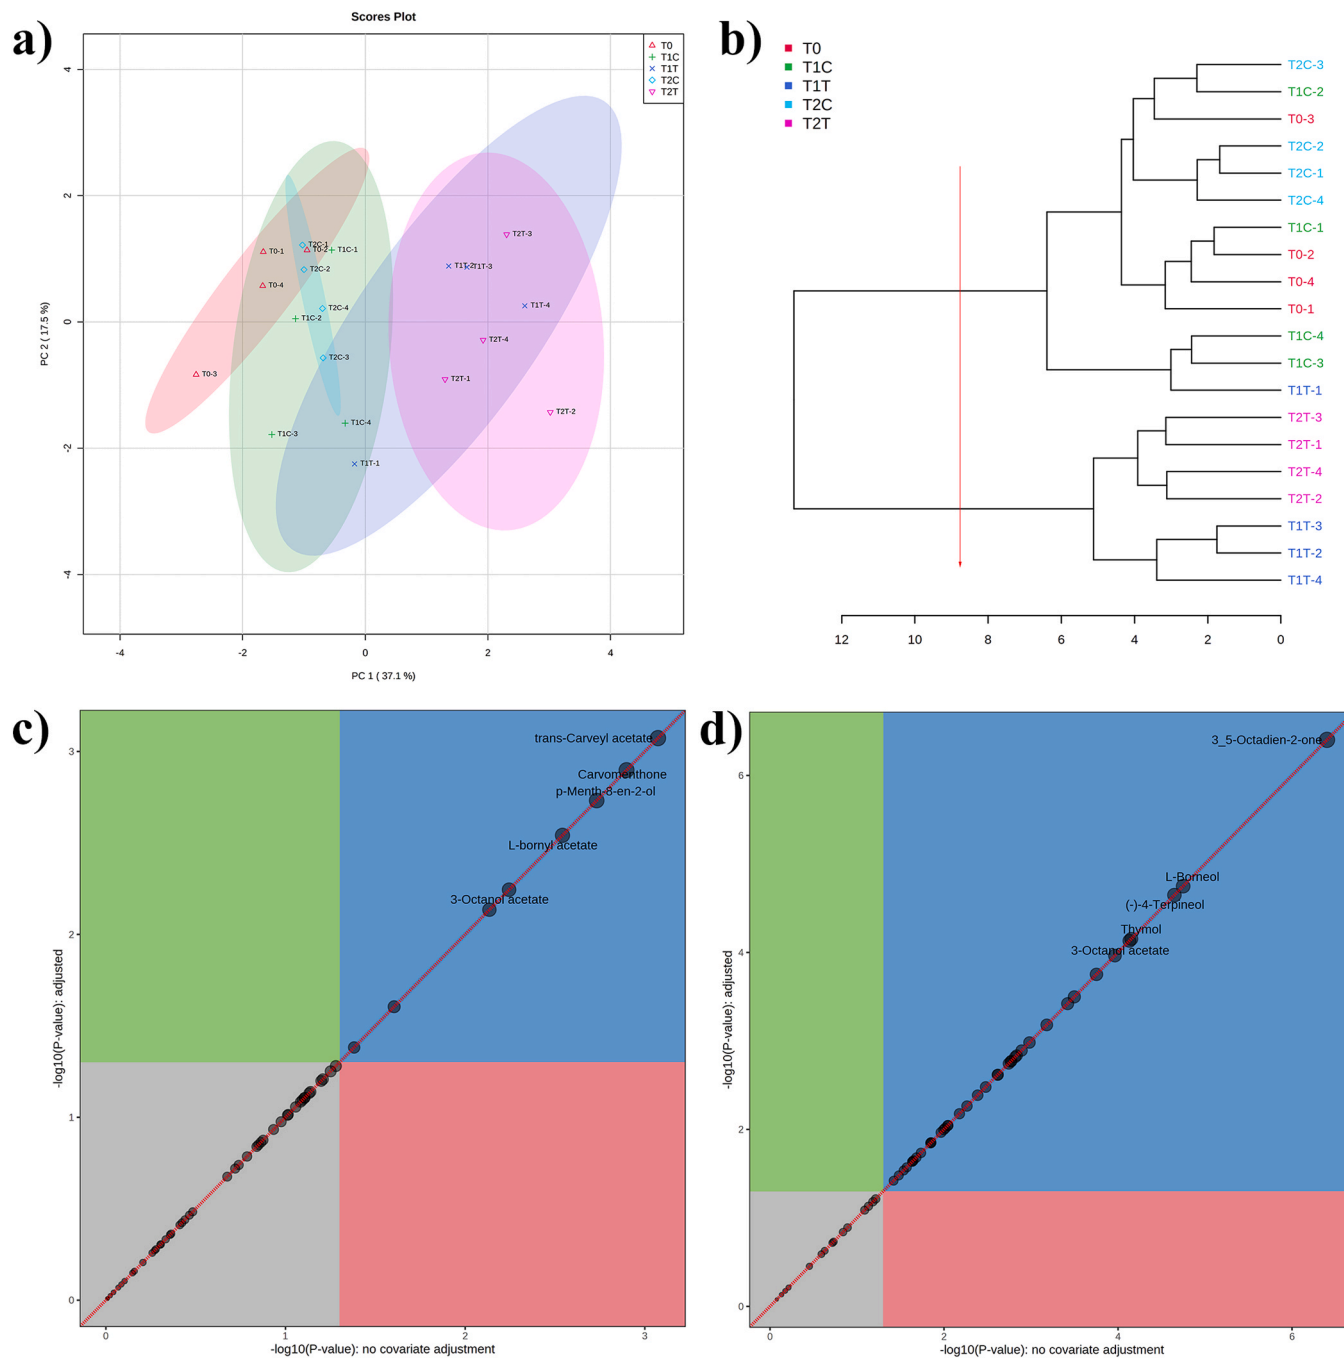 a)
Scores Plot
T0
T1C
T1T
T2C
T2T
4
2
0
-2
-4
PC 2 ( 17.5 %)
T2T-3
T2C-1
T0-2
T1C-1
T0-1
T2C-2
T1T-2
T1T-3
T0-4
T2C-4
T1T-4
T1C-2
T2T-4
T2C-3
T0-3
T2T-1
T2T-2
T1C-4
T1C-3
T1T-1
-4
-2
0
2
4
PC 1 ( 37.1 %)
b)
T0
T1C
T1T
T2C
T2T
T2C-3
T1C-2
T0-3
T2C-2
T2C-1
T2C-4
T1C-1
T0-2
T0-4
T0-1
T1C-4
T1C-3
T1T-1
T2T-3
T2T-1
T2T-4
T2T-2
T1T-3
T1T-2
T1T-4
12
10
8
6
4
2
0
c)
trans-Carveyl acetate
Carvomenthone
p-Menth-8-en-2-ol
L-bornyl acetate
3-Octanol acetate
3
2
1
0
-log10(P-value): adjusted
0
1
2
3
-log10(P-value): no covariate adjustment
d)
3_5-Octadien-2-one
L-Borneol
(-)-4-Terpineol
Thymol
3-Octanol acetate
6
4
2
0
-log10(P-value): adjusted
0
2
4
6
-log10(P-value): no covariate adjustment